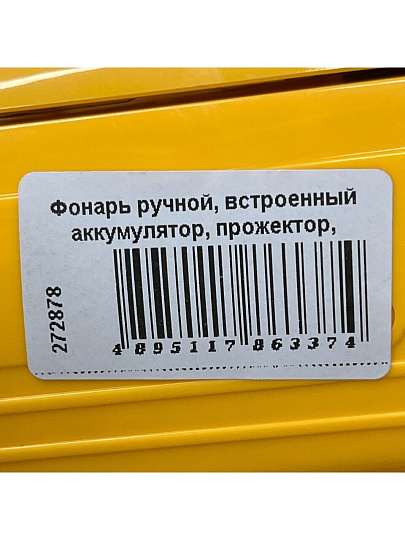 Фонарь ручной, встроенный
аккумулятор, прожектор,
272878
4 895117 863374